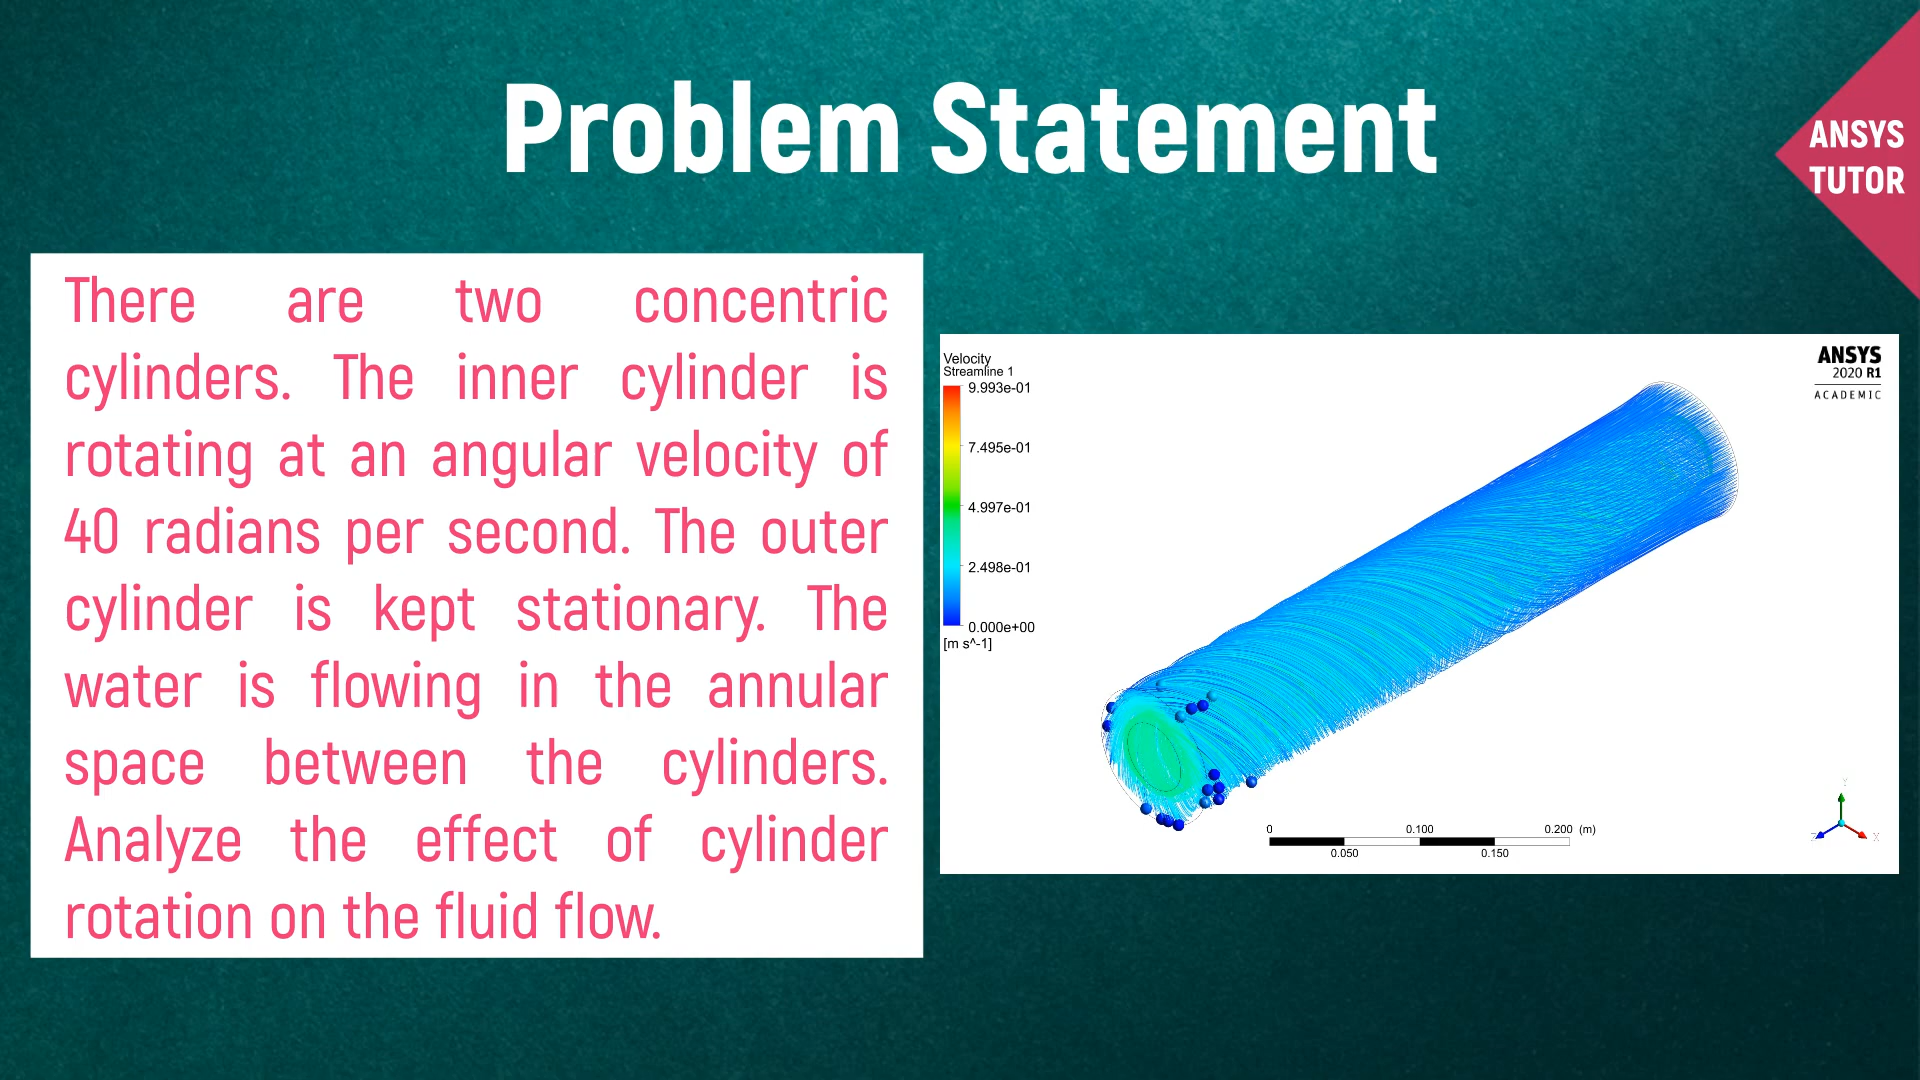 Problem Statement
ANSYS
TUTOR
There are two concentric
cylinders. The inner cylinder is
rotating at an angular velocity of
40 radians per second. The outer
cylinder is kept stationary. The
water is flowing in the annular
space between the cylinders.
Analyze the effect of cylinder
rotation on the fluid flow.
Velocity
Streamline 1
9.993e-01
7.495e-01
4.997e-01
2.498e-01
0.000e+00
[m s^-1]
ANSYS
2020 R1
ACADEMIC
0 0.100 0.200 (m)
0.050 0.150
Y
Z X